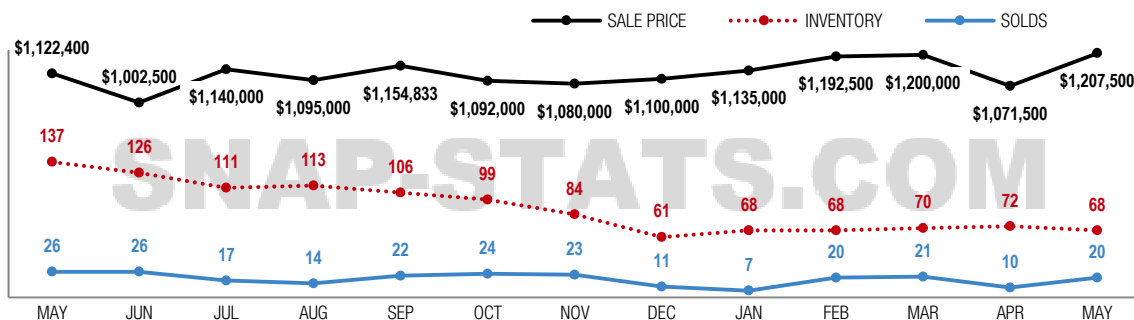 SALE PRICE INVENTORY SOLDS
$1,122,400 $1,002,500 $1,140,000 $1,095,000 $1,154,833 $1,092,000 $1,080,000 $1,100,000 $1,135,000 $1,192,500 $1,200,000 $1,071,500 $1,207,500
137 126 111 113 106 99 84 61 68 68 70 72 68
SNAP-STATS.COM
26 26 17 14 22 24 23 11 7 20 21 10 20
MAY JUN JUL AUG SEP OCT NOV DEC JAN FEB MAR APR MAY